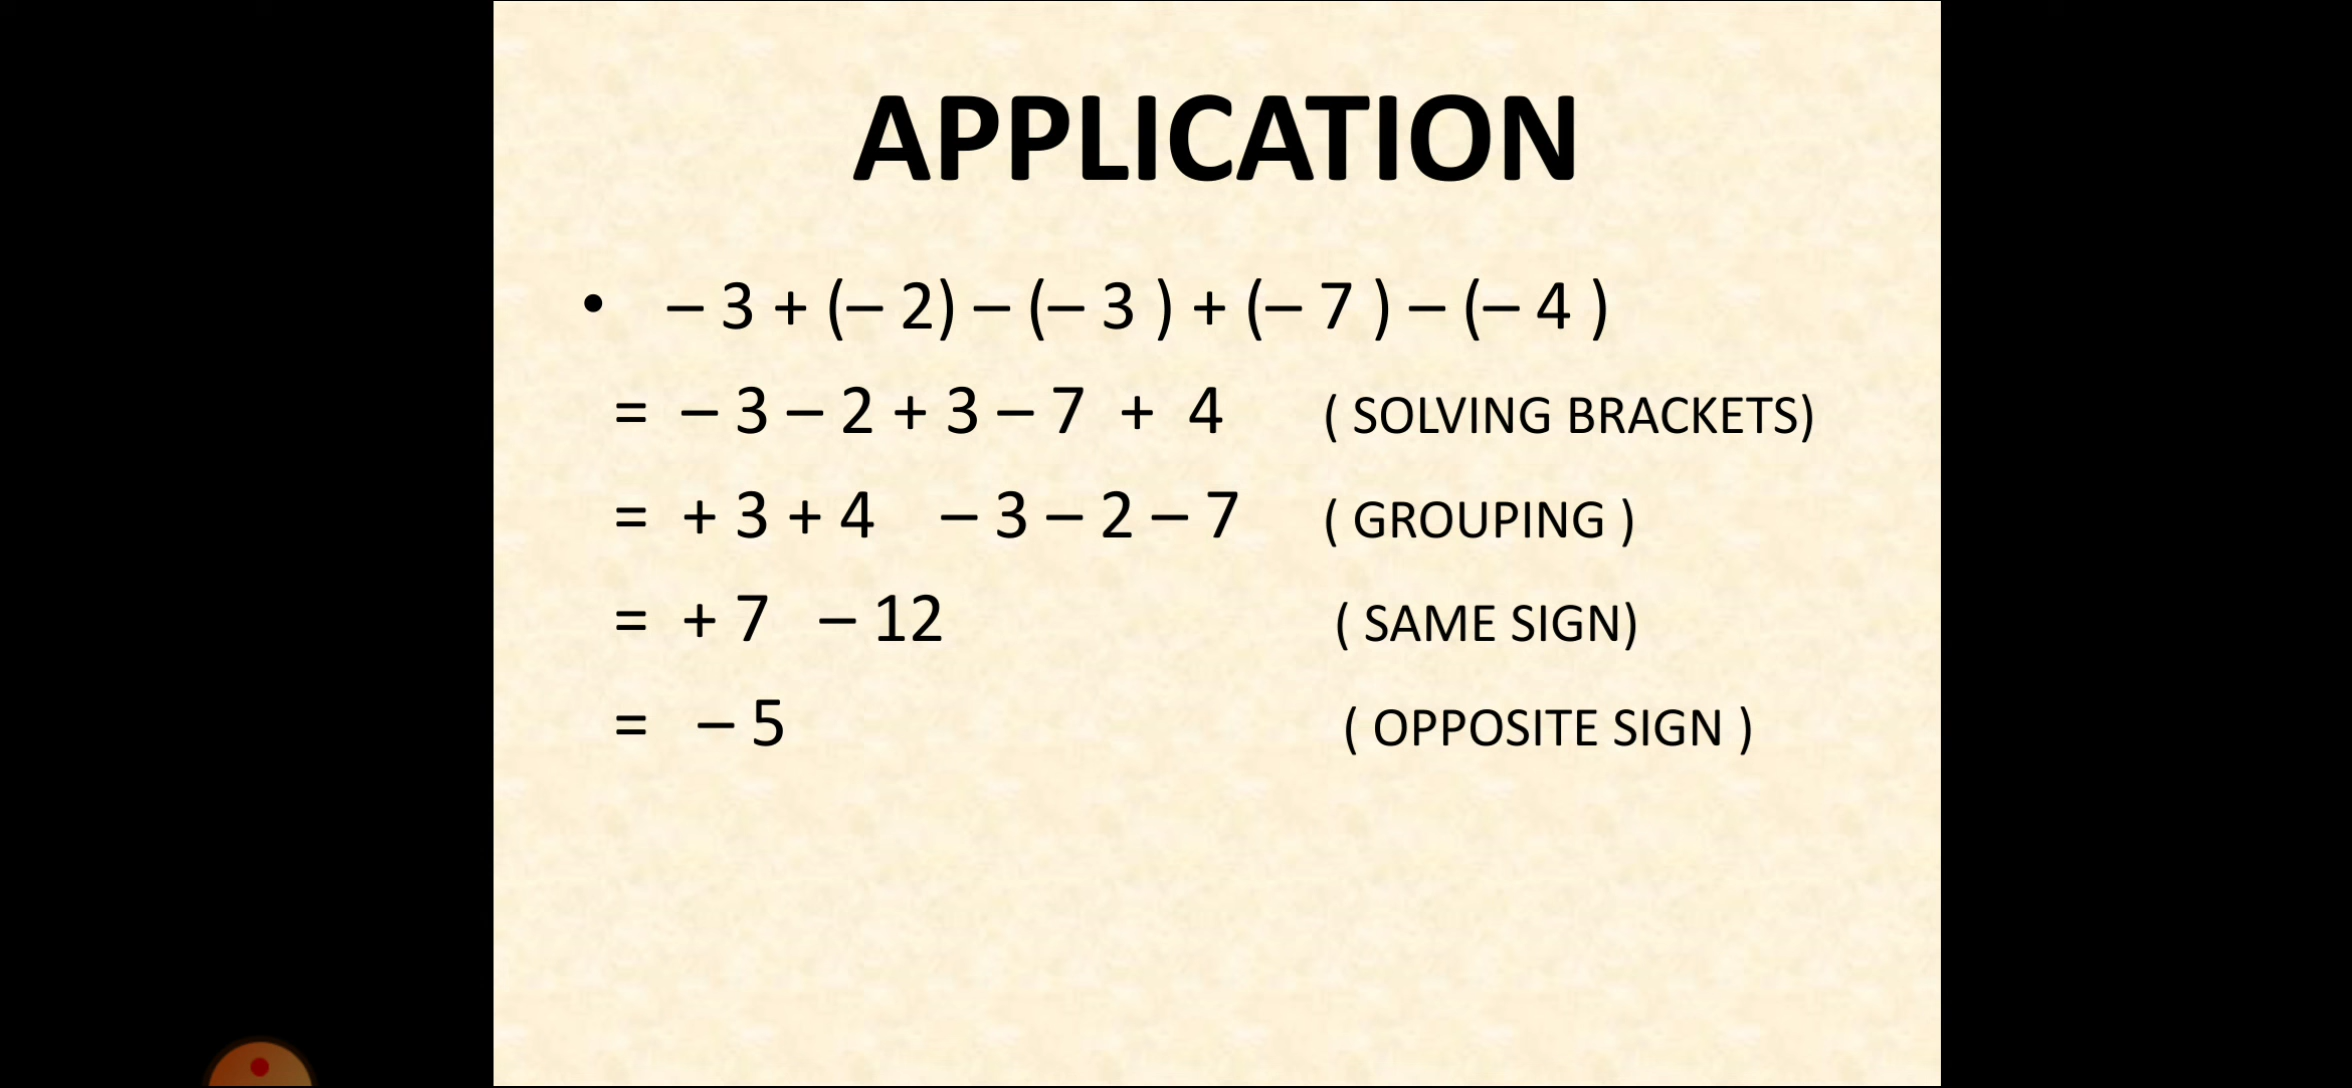 APPLICATION
• – 3 + (– 2) – (– 3 ) + (– 7 ) – (– 4 )
= – 3 – 2 + 3 – 7 + 4 ( SOLVING BRACKETS)
= + 3 + 4 – 3 – 2 – 7 ( GROUPING )
= + 7 – 12 ( SAME SIGN)
= – 5 ( OPPOSITE SIGN )